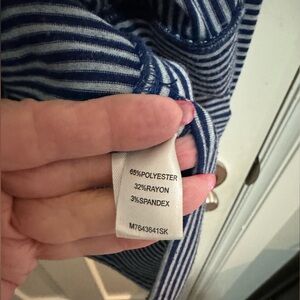 65%POLYESTER
32%RAYON
3%SPANDEX
M7643641SK